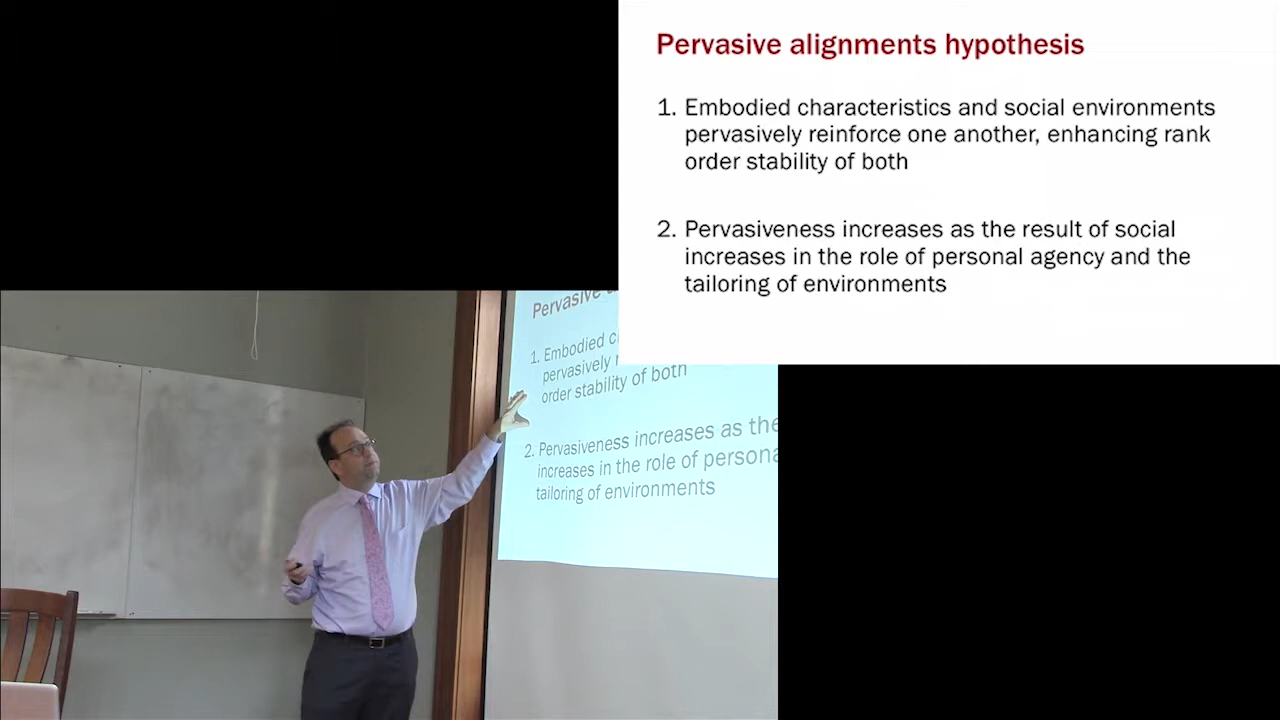 Pervasive alignments hypothesis
1. Embodied characteristics and social environments
pervasively reinforce one another, enhancing rank
order stability of both
2. Pervasiveness increases as the result of social
increases in the role of personal agency and the
tailoring of environments
Pervasive
1. Embodied
pervasively
order stability of both
2. Pervasiveness increases as the
increases in the role of
tailoring of environments